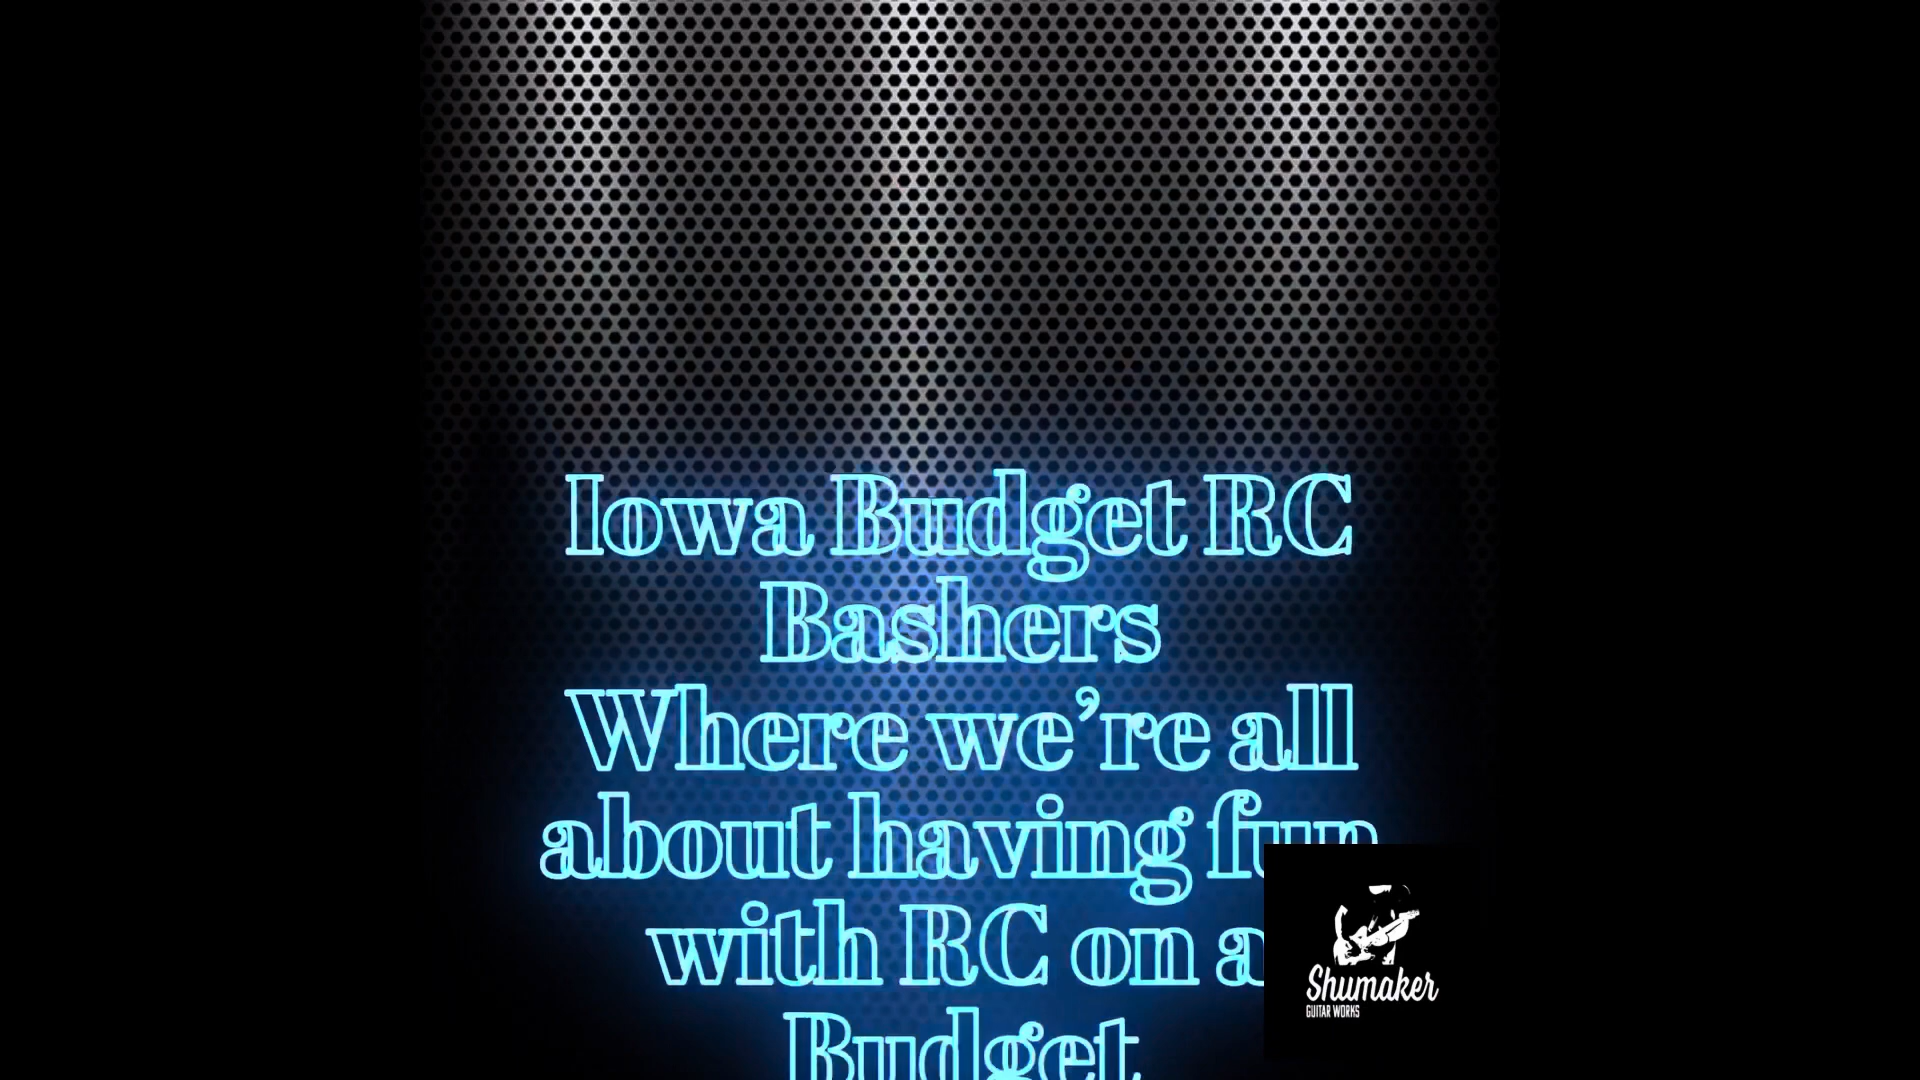 Iowa Budget RC
Bashers
Where we’re all
about having fun
with RC on a
Budget
Shumaker
GUITAR WORKS